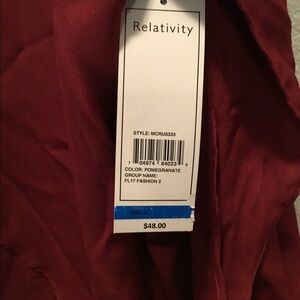 Relativity
STYLE: MCRU0333
7 04974 84023 4
COLOR: POMEGRANATE
GROUP NAME:
FL17 FASHION 2
$48.00